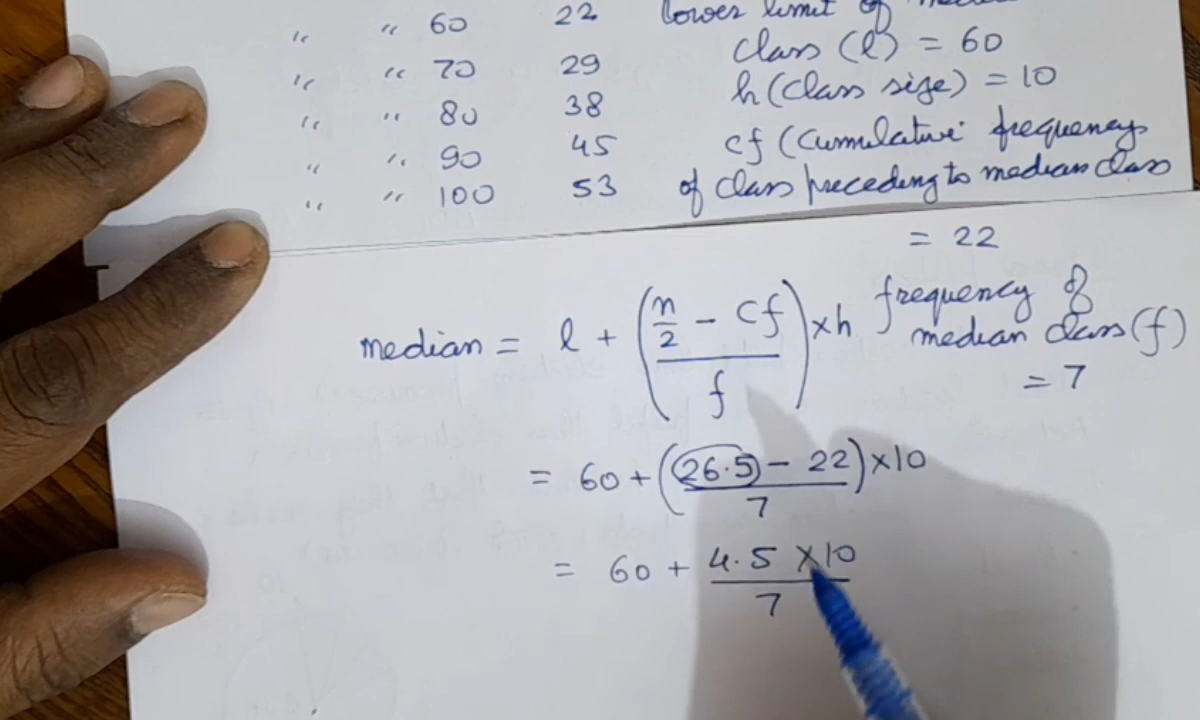 " " 60 22 lower limit of
" " 70 29 class (l) = 60
" " 80 38 h (class size) = 10
" " 90 45 cf (Cumulative frequency
" " 100 53 of class preceding to median class
= 22
median = l + (n/2 - cf / f) × h
frequency of
median class (f)
= 7
= 60 + (26.5 - 22 / 7) × 10
= 60 + 4.5 × 10 / 7